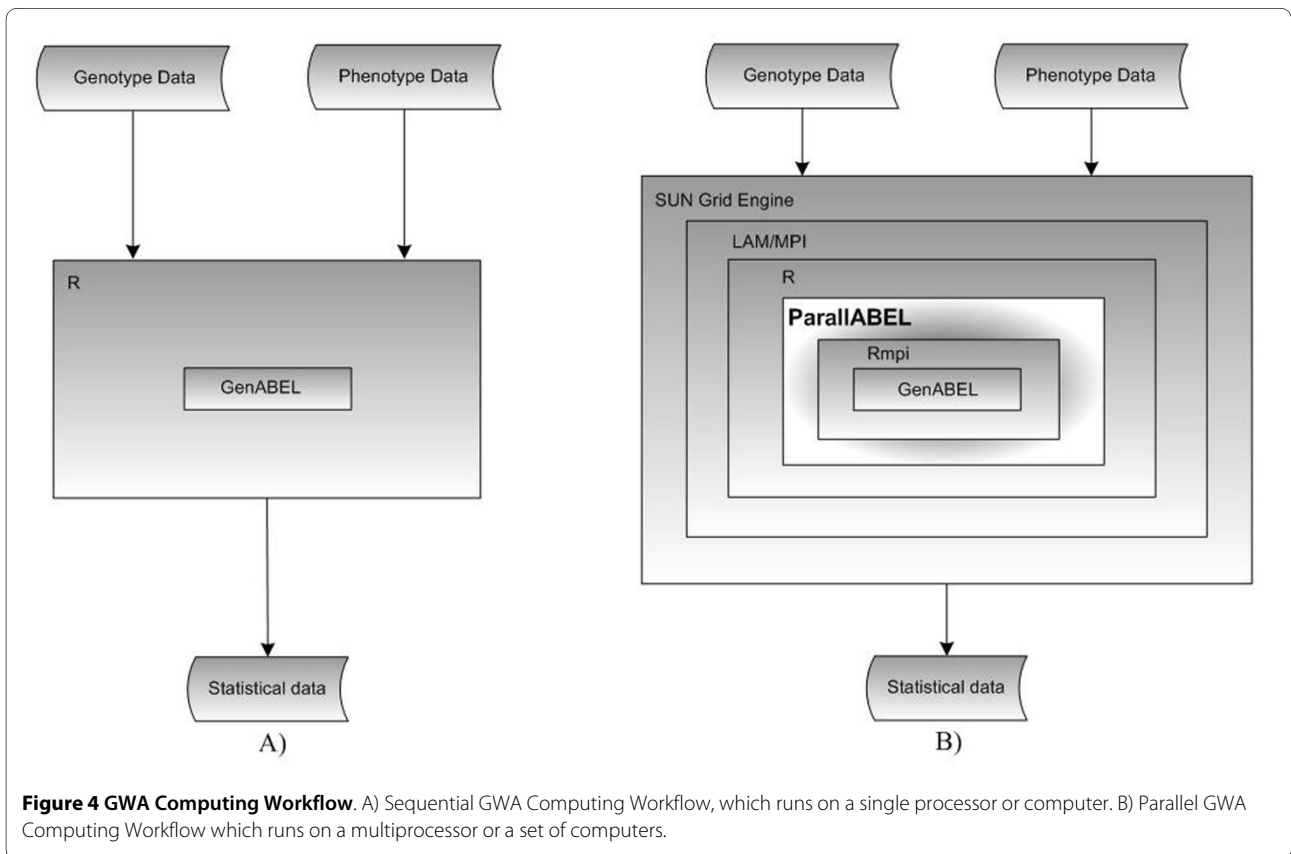 Genotype Data
Phenotype Data
R
GenABEL
Statistical data
A)
Genotype Data
Phenotype Data
SUN Grid Engine
LAM/MPI
R
ParallABEL
Rmpi
GenABEL
Statistical data
B)
Figure 4 GWA Computing Workflow. A) Sequential GWA Computing Workflow, which runs on a single processor or computer. B) Parallel GWA
Computing Workflow which runs on a multiprocessor or a set of computers.